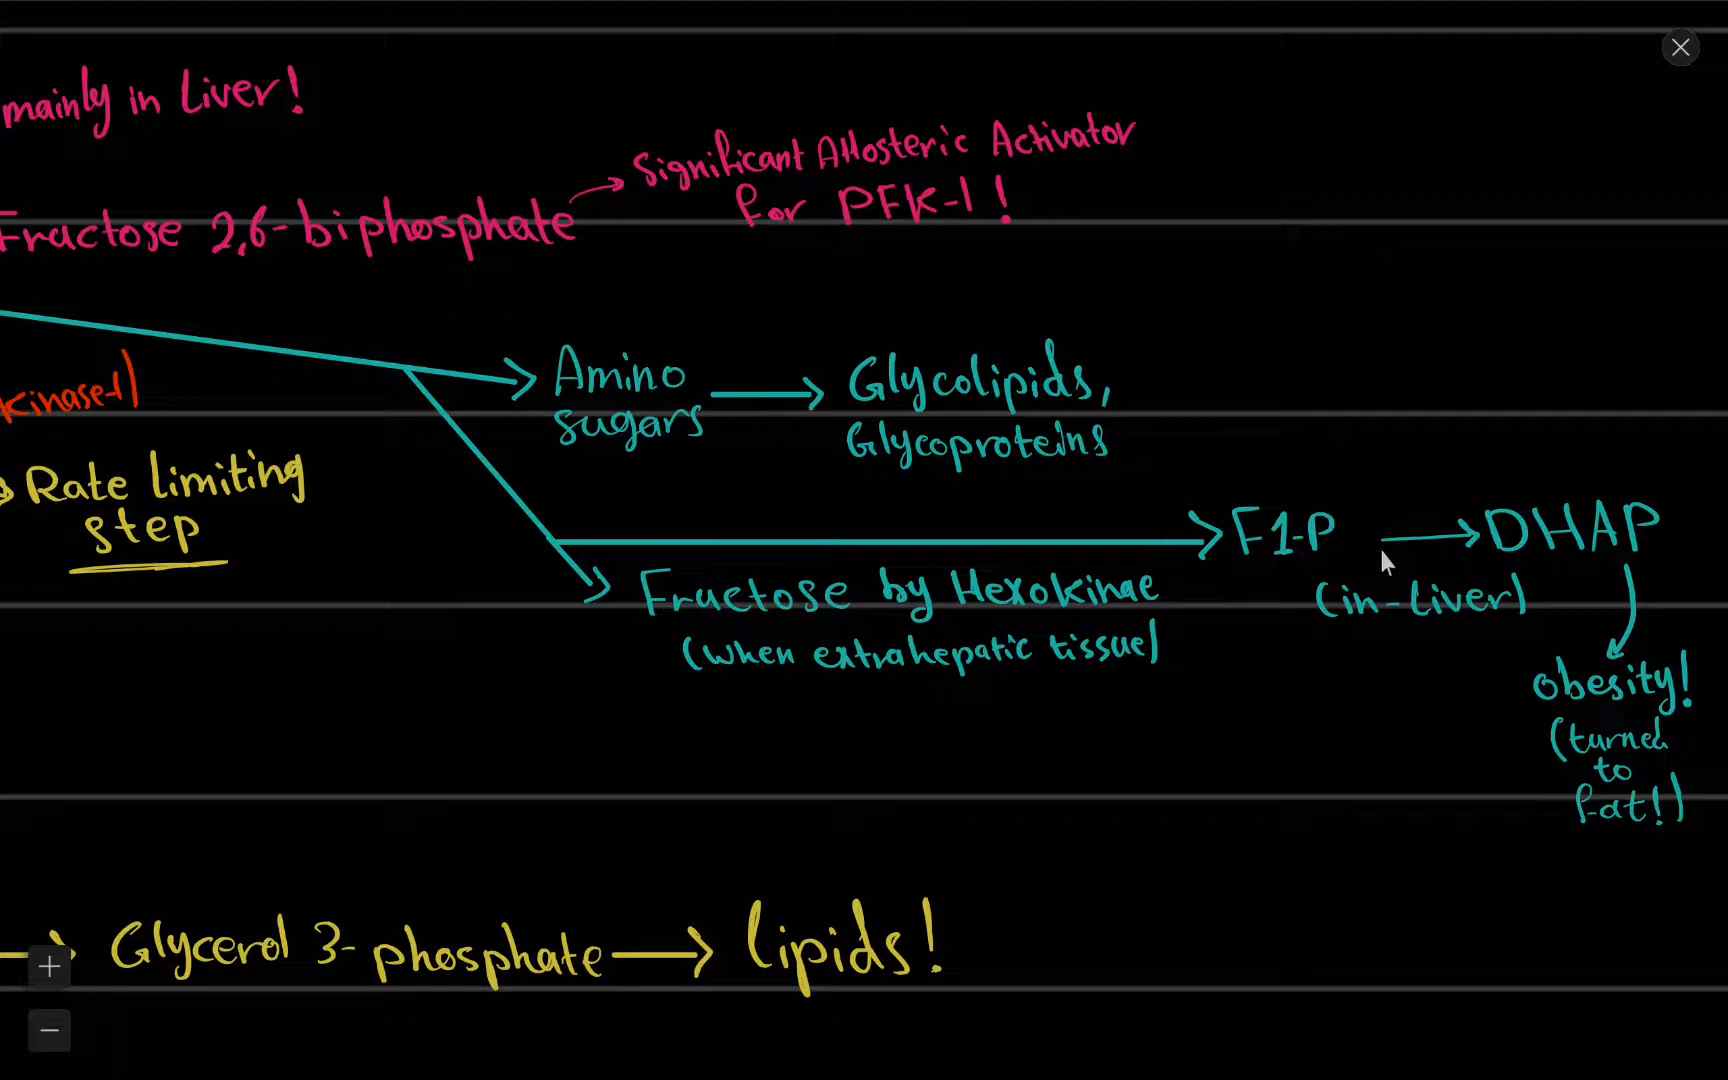 mainly in Liver!
Significant Allosteric Activator
for PFK-1!
Fructose 2,6-biphosphate
Kinase-1)
Amino
sugars
Glycolipids,
Glycoproteins
Rate limiting
step
F1-P
DHAP
(in-Liver)
Fructose by Hexokinae
(when extrahepatic tissue)
obesity!
(turned
to
fat!)
Glycerol 3-phosphate
lipids!